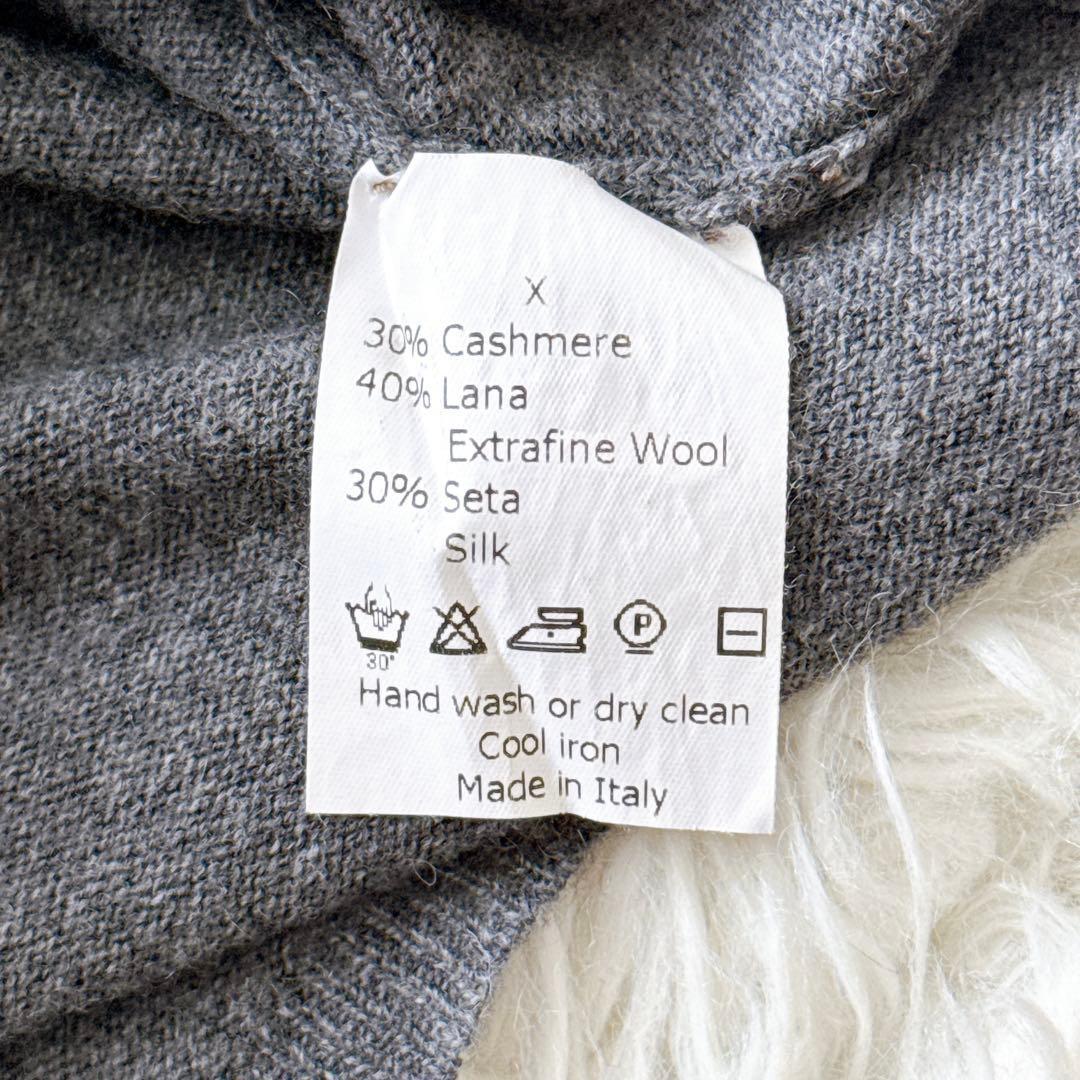 X
30% Cashmere
40% Lana
Extrafine Wool
30% Seta
Silk
P
30°
Hand wash or dry clean
Cool iron
Made in Italy